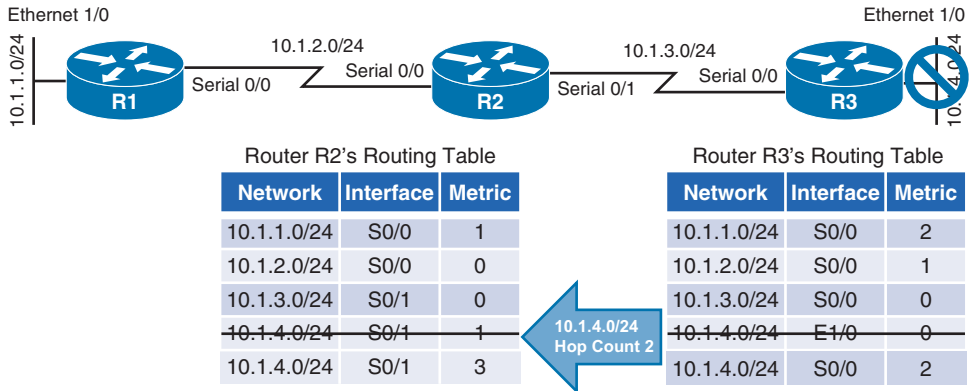 Ethernet 1/0
Ethernet 1/0
10.1.1.0/24
10.1.2.0/24
10.1.3.0/24
Serial 0/0
Serial 0/0
Serial 0/1
Serial 0/0
R1
R2
R3
Router R2's Routing Table
Network Interface Metric
10.1.1.0/24 S0/0 1
10.1.2.0/24 S0/0 0
10.1.3.0/24 S0/1 0
10.1.4.0/24 S0/1 1
10.1.4.0/24 S0/1 3
10.1.4.0/24
Hop Count 2
Router R3's Routing Table
Network Interface Metric
10.1.1.0/24 S0/0 2
10.1.2.0/24 S0/0 1
10.1.3.0/24 S0/0 0
10.1.4.0/24 E1/0 0
10.1.4.0/24 S0/0 2